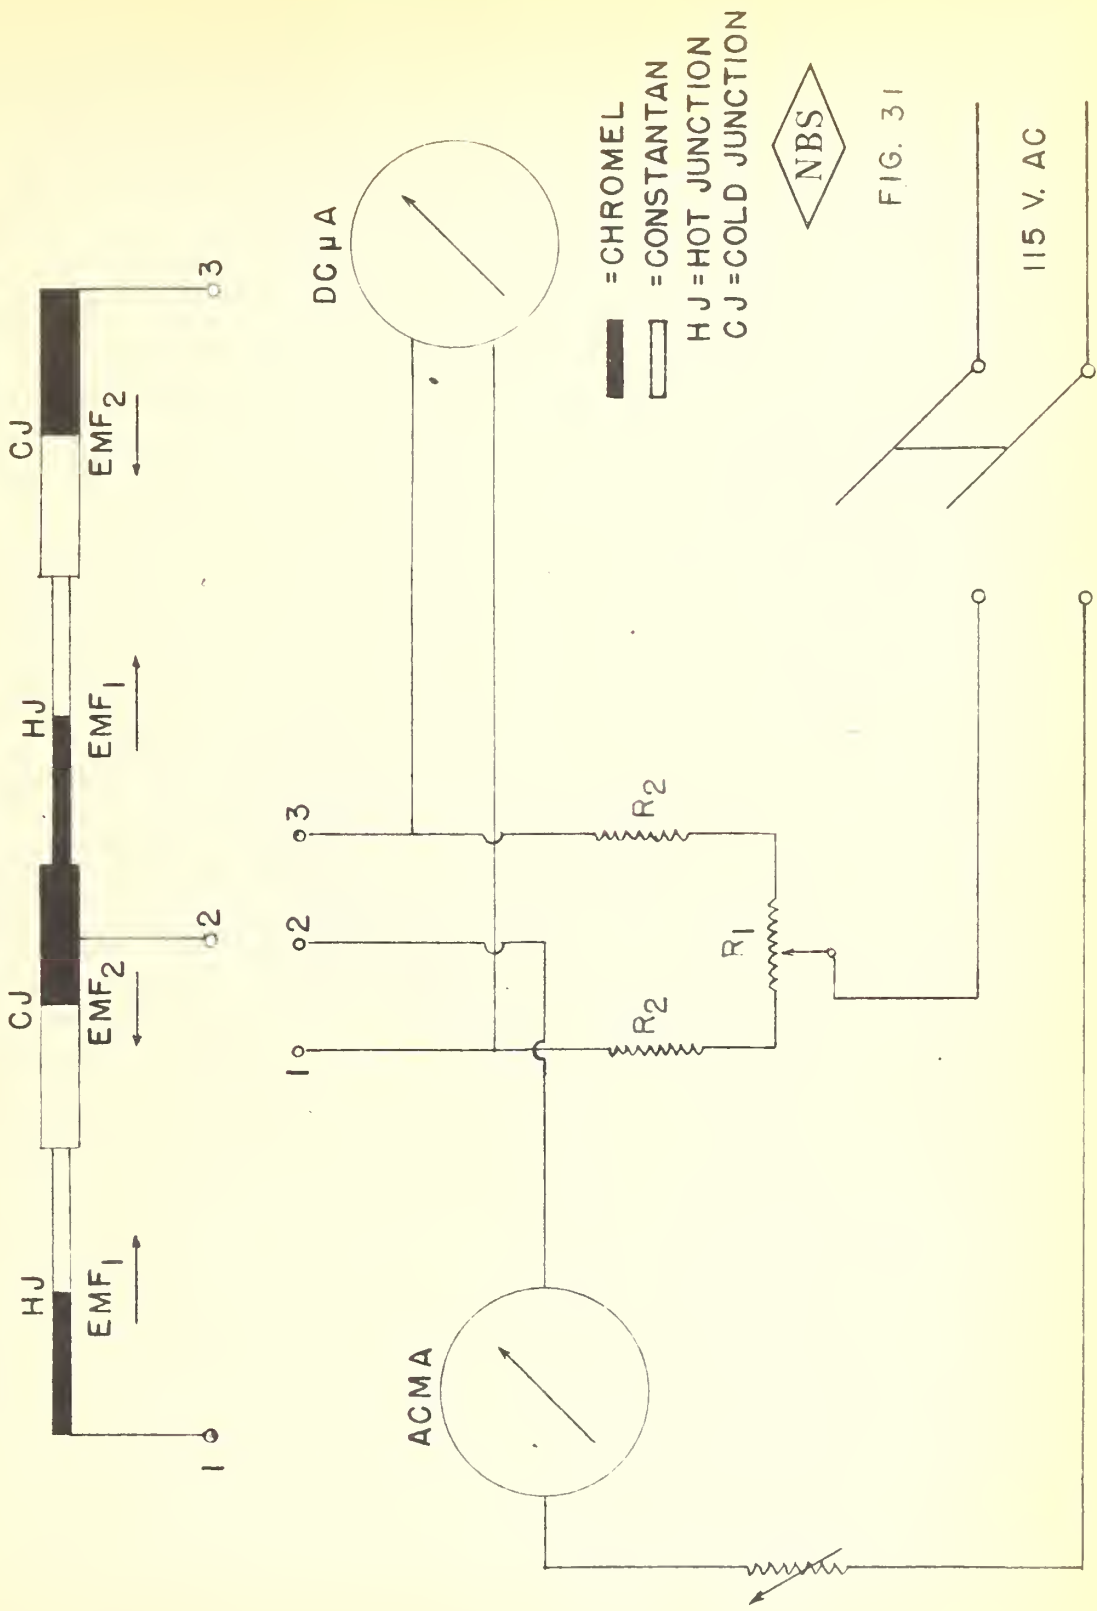 HJ
CJ
HJ
CJ
EMF1
EMF2
EMF1
EMF2
1
2
3
ACMA
DC μA
1
2
3
R2
R2
R1
= CHROMEL
= CONSTANTAN
HJ = HOT JUNCTION
CJ = COLD JUNCTION
NBS
FIG. 31
115 V. AC